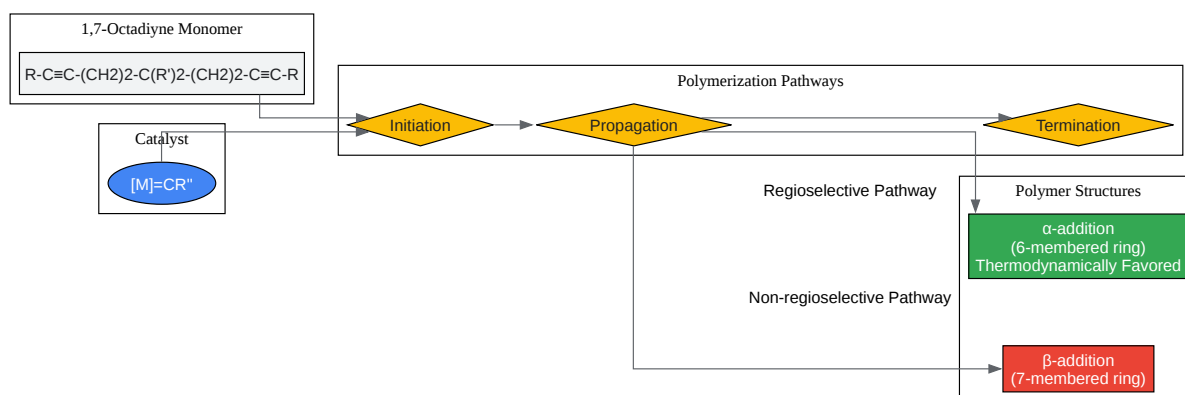 1,7-Octadiyne Monomer
R-C≡C-(CH2)2-C(R')2-(CH2)2-C≡C-R
Polymerization Pathways
Initiation
Propagation
Termination
Catalyst
[M]=CR"
Regioselective Pathway
Polymer Structures
α-addition
(6-membered ring)
Thermodynamically Favored
Non-regioselective Pathway
β-addition
(7-membered ring)